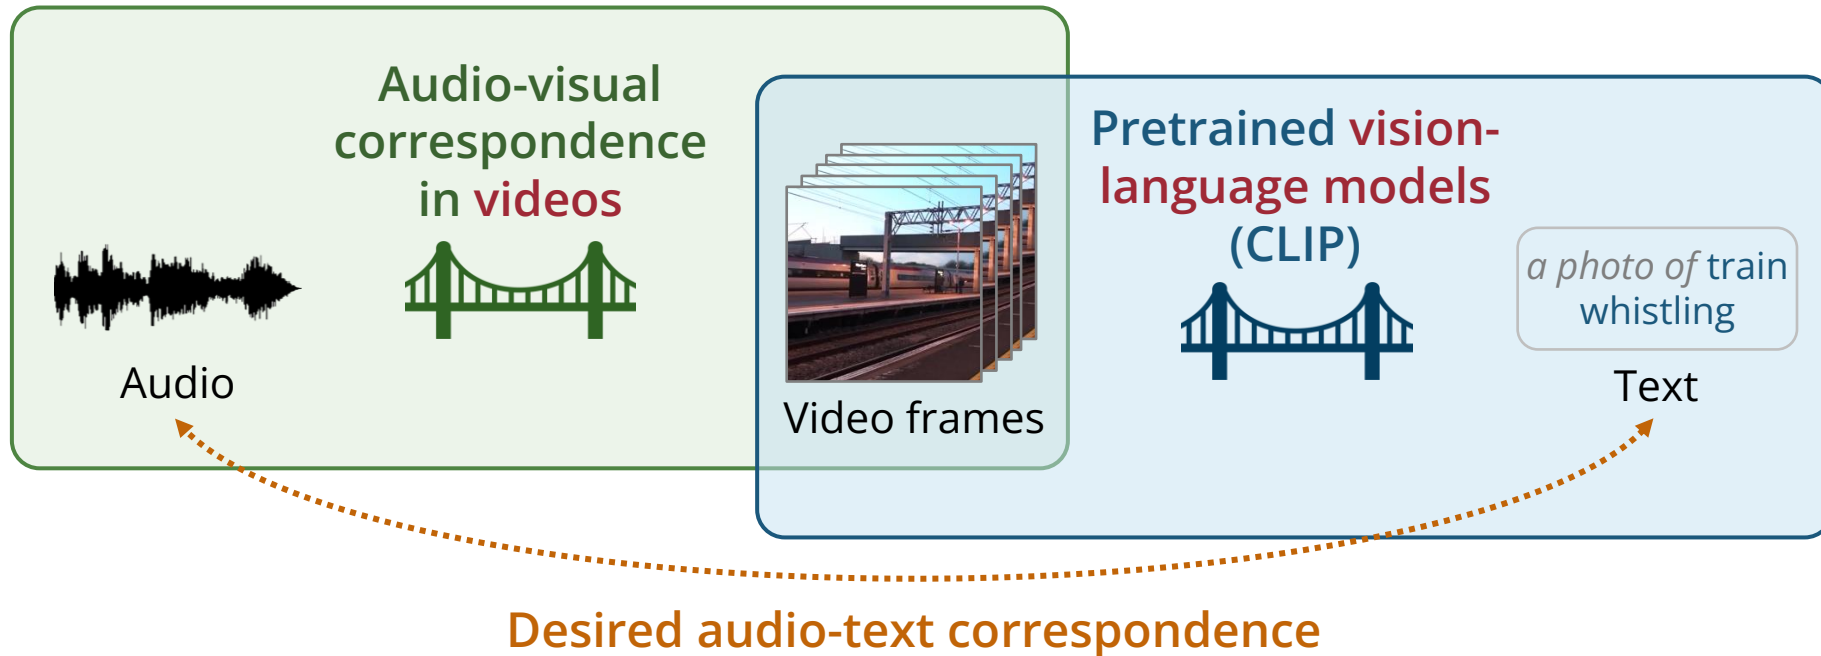 Audio-visual
correspondence
in videos
Audio
Video frames
Pretrained vision-
language models
(CLIP)
a photo of train
whistling
Text
Desired audio-text correspondence